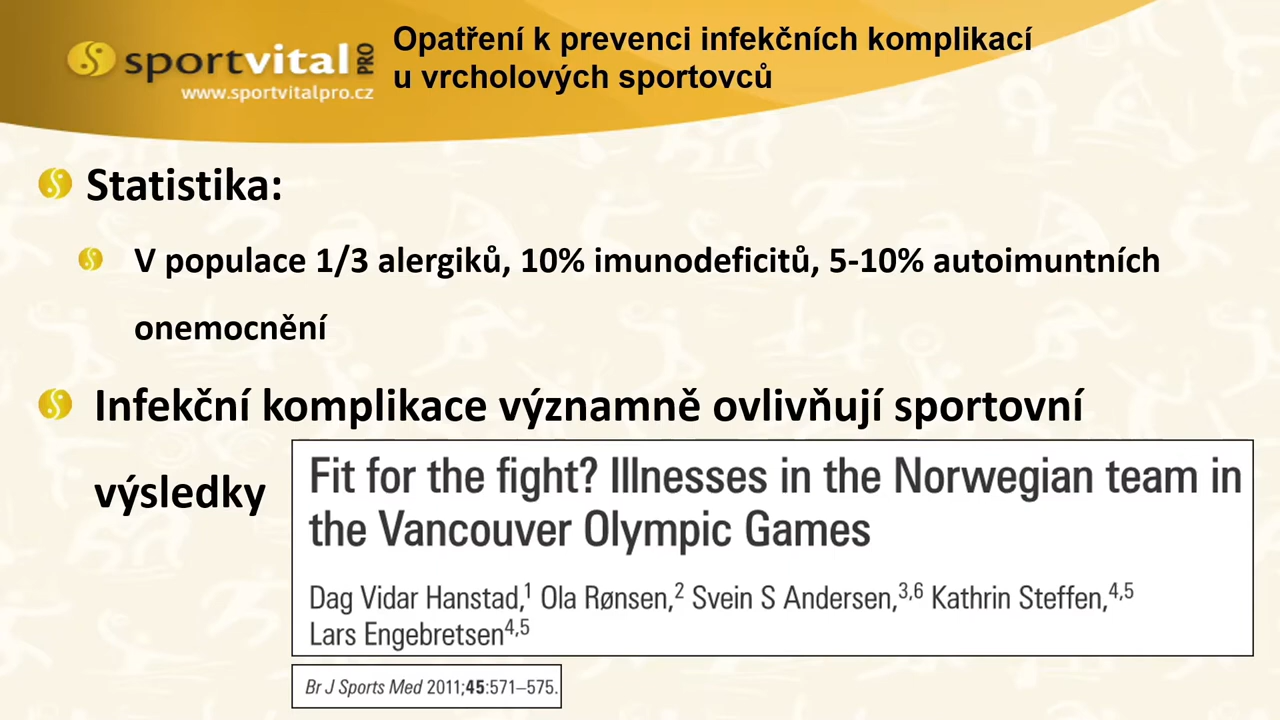 sportvital PRO
www.sportvitalpro.cz
Opatření k prevenci infekčních komplikací
u vrcholových sportovců
Statistika:
V populace 1/3 alergiků, 10% imunodeficitů, 5-10% autoimuntních
onemocnění
Infekční komplikace významně ovlivňují sportovní
výsledky
Fit for the fight? Illnesses in the Norwegian team in
the Vancouver Olympic Games
Dag Vidar Hanstad,1 Ola Rønsen,2 Svein S Andersen,3,6 Kathrin Steffen,4,5
Lars Engebretsen4,5
Br J Sports Med 2011;45:571–575.